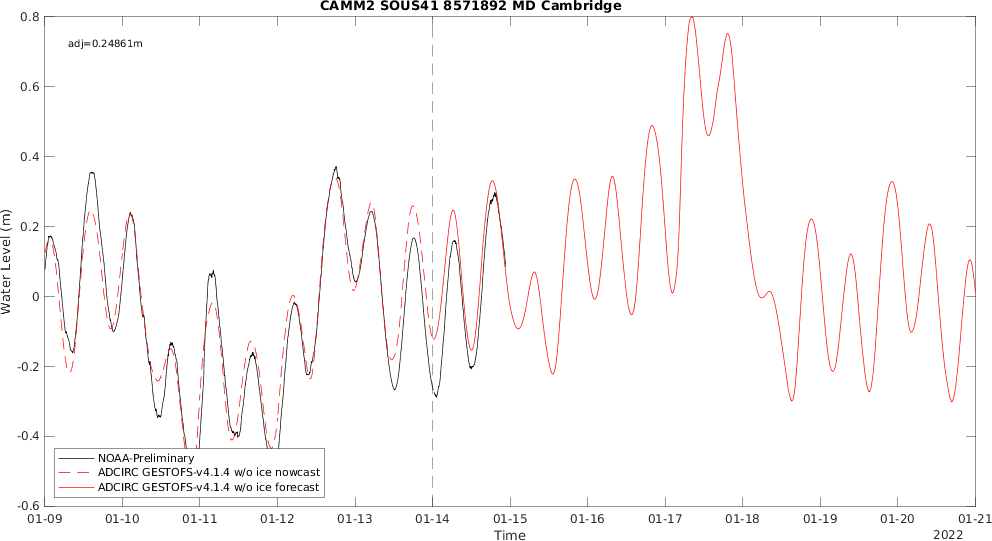 CAMM2 SOUS41 8571892 MD Cambridge
adj=0.24861m
Water Level (m)
0.8
0.6
0.4
0.2
0
-0.2
-0.4
-0.6
NOAA-Preliminary
ADCIRC GESTOFS-v4.1.4 w/o ice nowcast
ADCIRC GESTOFS-v4.1.4 w/o ice forecast
01-09 01-10 01-11 01-12 01-13 01-14 01-15 01-16 01-17 01-18 01-19 01-20 01-21
Time
2022